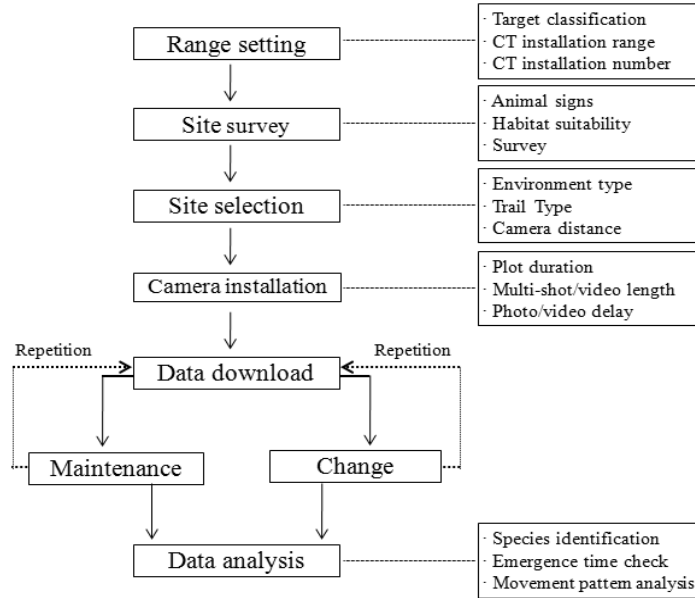 Range setting
· Target classification
· CT installation range
· CT installation number
Site survey
· Animal signs
· Habitat suitability
· Survey
Site selection
· Environment type
· Trail Type
· Camera distance
Camera installation
· Plot duration
· Multi-shot/video length
· Photo/video delay
Repetition
Repetition
Data download
Maintenance
Change
Data analysis
· Species identification
· Emergence time check
· Movement pattem analysis